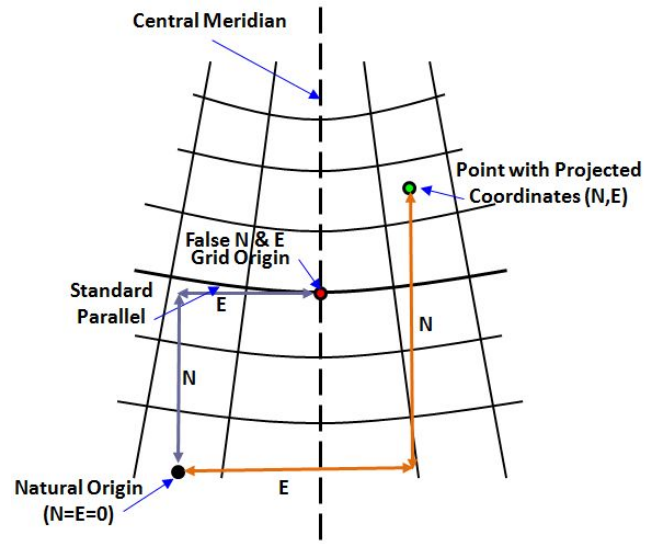 Central Meridian
Point with Projected
Coordinates (N,E)
False N & E
Grid Origin
Standard
Parallel
E
N
N
Natural Origin
(N=E=0)
E